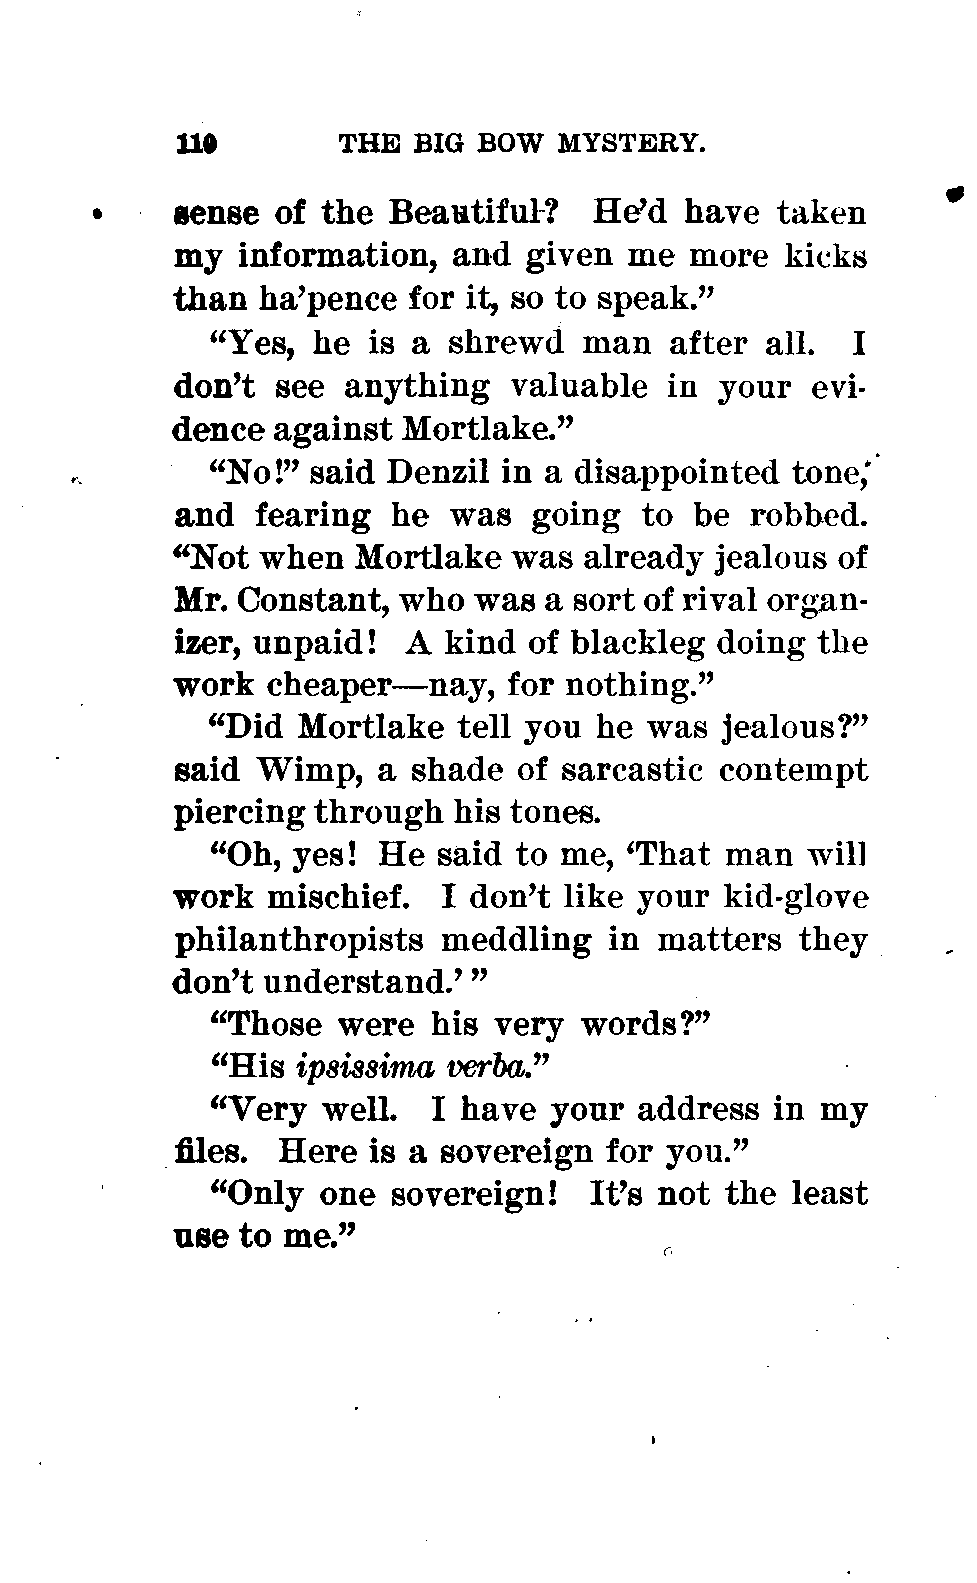 110 THE BIG BOW MYSTERY.
sense of the Beautiful? He'd have taken
my information, and given me more kicks
than ha'pence for it, so to speak."
"Yes, he is a shrewd man after all. I
don't see anything valuable in your evi-
dence against Mortlake."
"No!" said Denzil in a disappointed tone,
and fearing he was going to be robbed.
"Not when Mortlake was already jealous of
Mr. Constant, who was a sort of rival organ-
izer, unpaid! A kind of blackleg doing the
work cheaper—nay, for nothing."
"Did Mortlake tell you he was jealous?"
said Wimp, a shade of sarcastic contempt
piercing through his tones.
"Oh, yes! He said to me, 'That man will
work mischief. I don't like your kid-glove
philanthropists meddling in matters they
don't understand.' "
"Those were his very words?"
"His ipsissima verba."
"Very well. I have your address in my
files. Here is a sovereign for you."
"Only one sovereign! It's not the least
use to me."